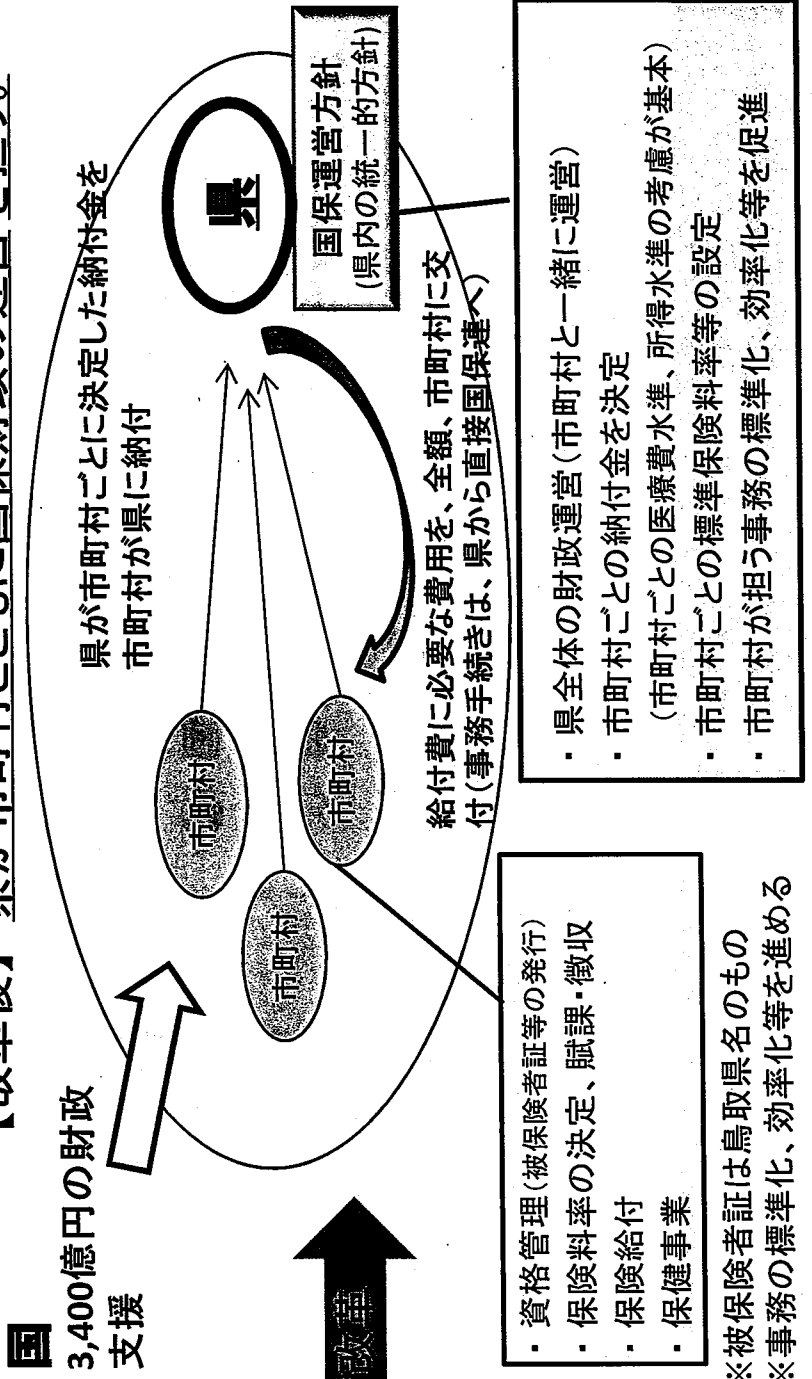 【改革後】県が市町村とともに国保財政の運営を担う。
国
3,400億円の財政
支援
改革
県が市町村ごとに決定した納付金を
市町村が県に納付
県
国保運営方針
(県内の統一的方針)
市町村
市町村
市町村
給付費に必要な費用を、全額、市町村に交
付(事務手続きは、県から直接国保連へ)
・ 資格管理(被保険者証等の発行)
・ 保険料率の決定、賦課・徴収
・ 保険給付
・ 保健事業
※被保険者証は鳥取県名のもの
※事務の標準化、効率化等を進める
・ 県全体の財政運営(市町村と一緒に運営)
・ 市町村ごとの納付金を決定
(市町村ごとの医療費水準、所得水準の考慮が基本)
・ 市町村ごとの標準保険料率等の設定
・ 市町村が担う事務の標準化、効率化等を促進